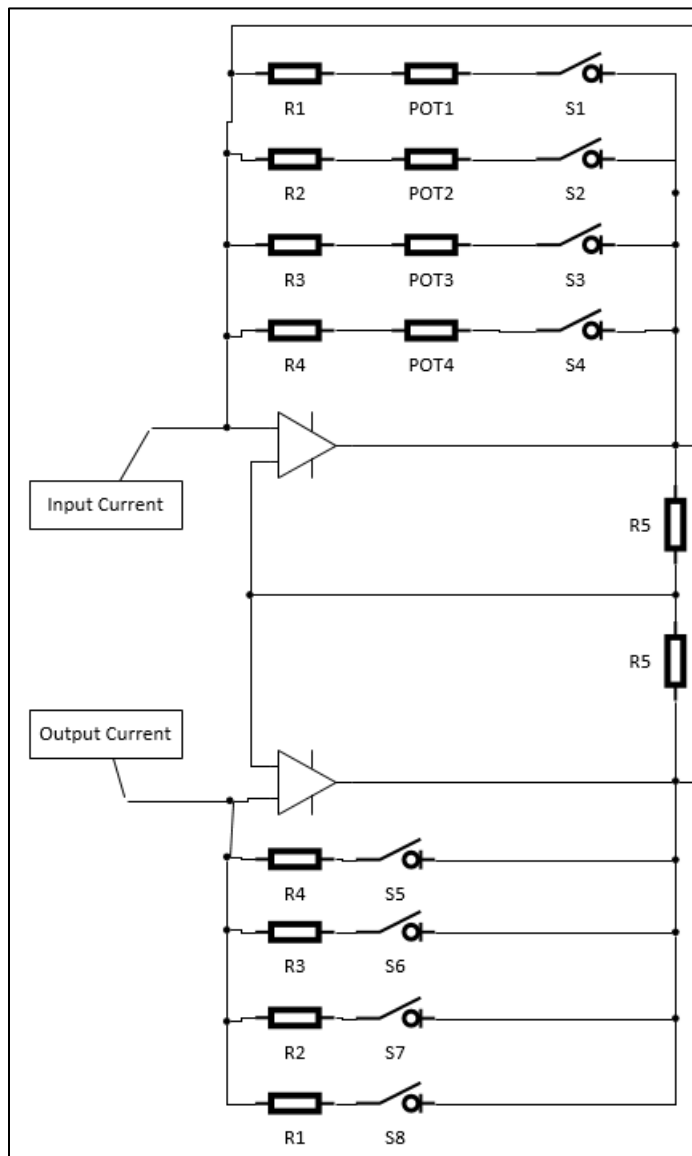 R1 POT1 S1
R2 POT2 S2
R3 POT3 S3
R4 POT4 S4
Input Current
R5
R5
Output Current
R4 S5
R3 S6
R2 S7
R1 S8